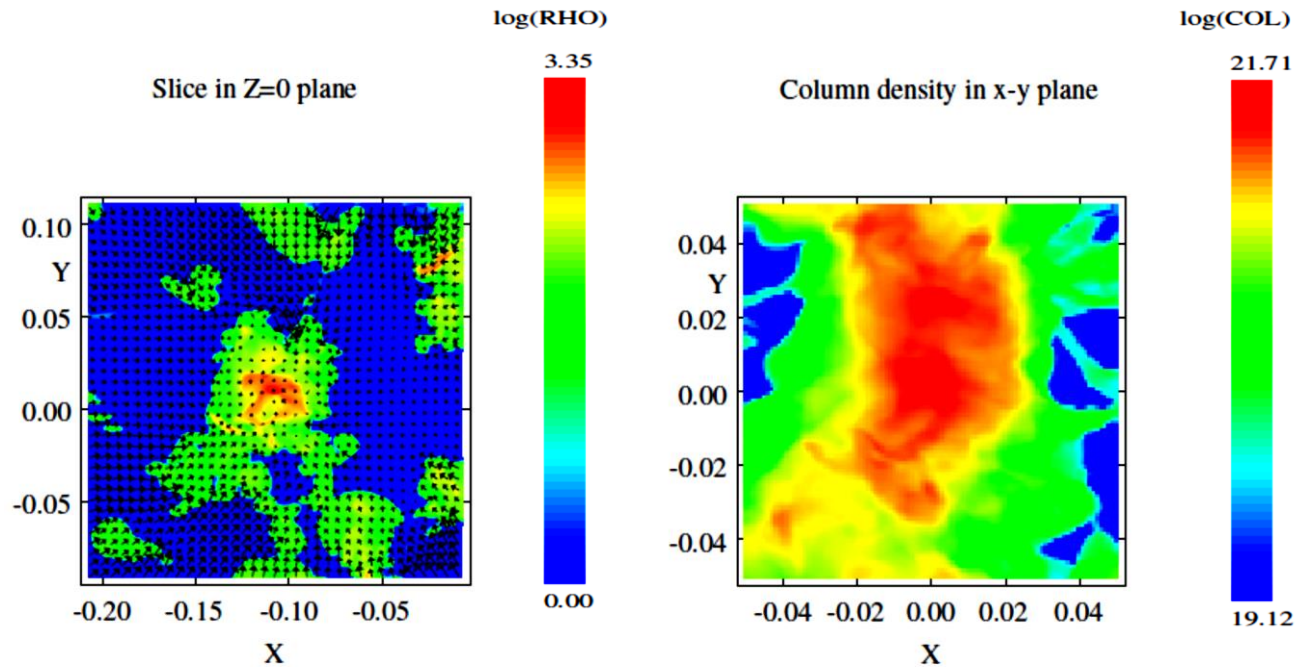 log(RHO)
3.35
Slice in Z=0 plane
0.10
Y
0.05
0.00
-0.05
-0.20 -0.15 -0.10 -0.05
X
0.00
log(COL)
21.71
Column density in x-y plane
0.04
Y
0.02
0.00
-0.02
-0.04
-0.04 -0.02 0.00 0.02 0.04
X
19.12